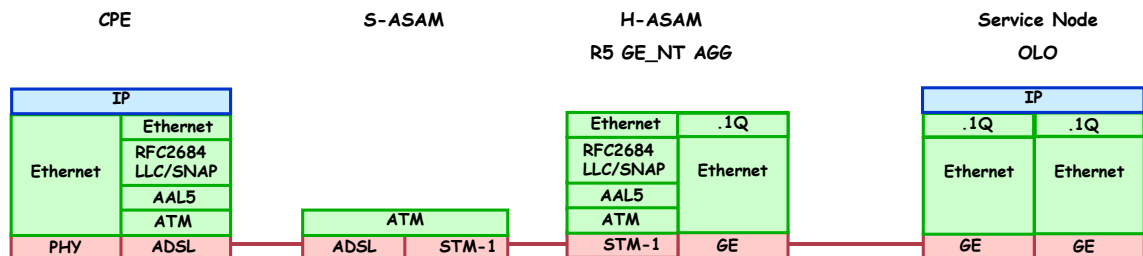 CPE
S-ASAM
H-ASAM
R5 GE_NT AGG
Service Node
OLO
IP
Ethernet
Ethernet
RFC2684
LLC/SNAP
AAL5
ATM
PHY
ADSL
ATM
ADSL
STM-1
Ethernet
.1Q
RFC2684
LLC/SNAP
Ethernet
AAL5
ATM
STM-1
GE
IP
.1Q
.1Q
Ethernet
Ethernet
GE
GE